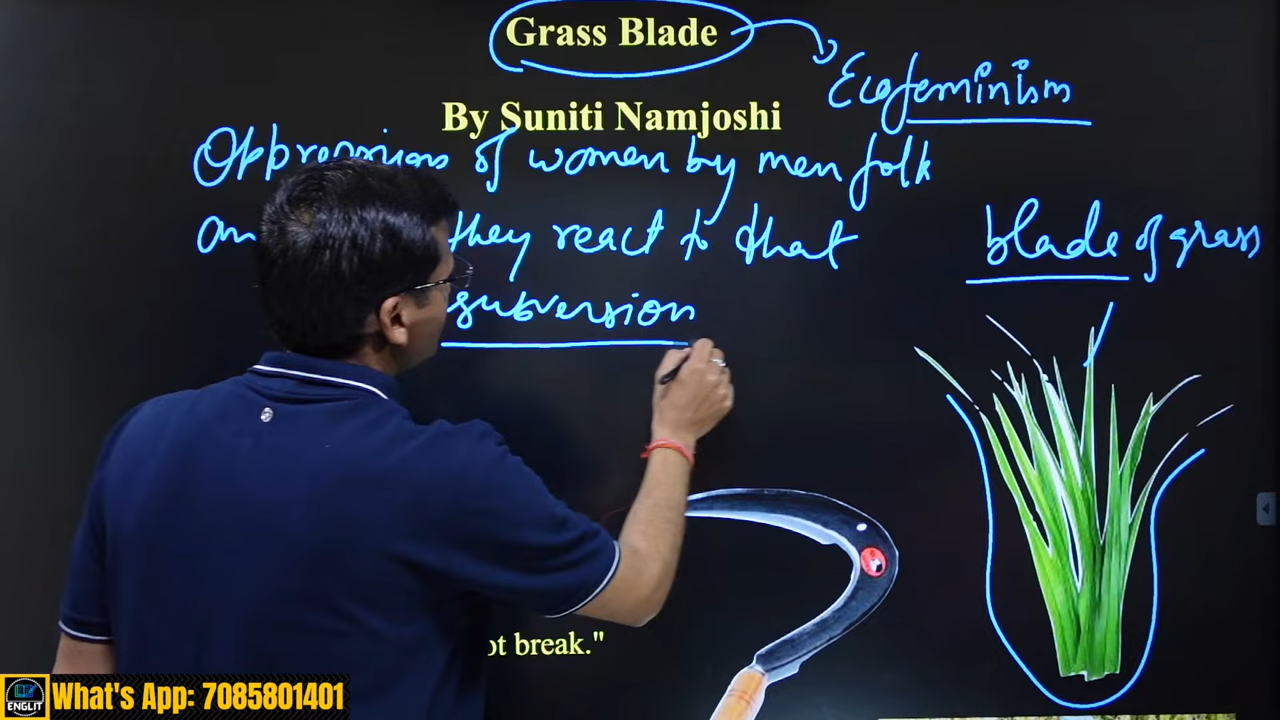 Grass Blade
Ecofeminism
By Suniti Namjoshi
Oppression of women by men folk
they react to that
blade of grass
subversion
ot break."
ENGLIT
What's App: 7085801401